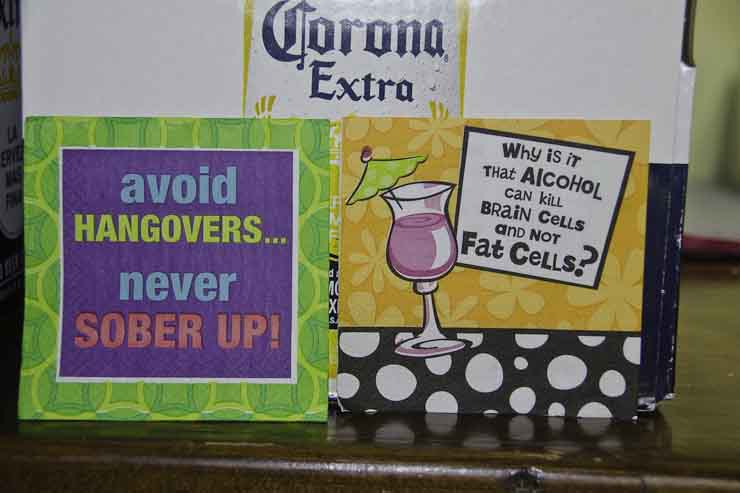 Corona
Extra
avoid
HANGOVERS...
never
SOBER UP!
Why iS iT
THAT AlCOHOL
CAN kill
BRAiN CellS
aND NOT
Fat CellS?